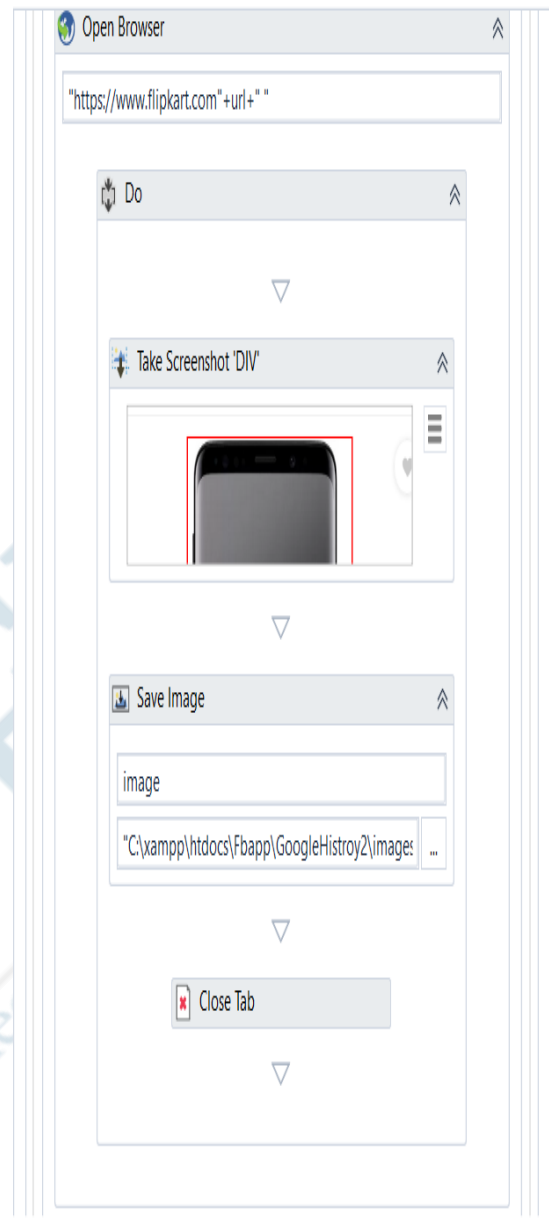 Open Browser
"https://www.flipkart.com"+url+" "
Do
Take Screenshot 'DIV'
Save Image
image
"C:\xampp\htdocs\Fbapp\GoogleHistroy2\images
...
Close Tab